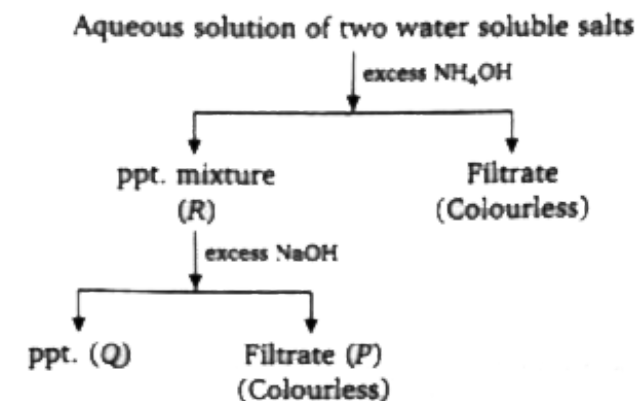 Aqueous solution of two water soluble salts
excess NH₄OH
ppt. mixture
(R)
Filtrate
(Colourless)
excess NaOH
ppt. (Q)
Filtrate (P)
(Colourless)